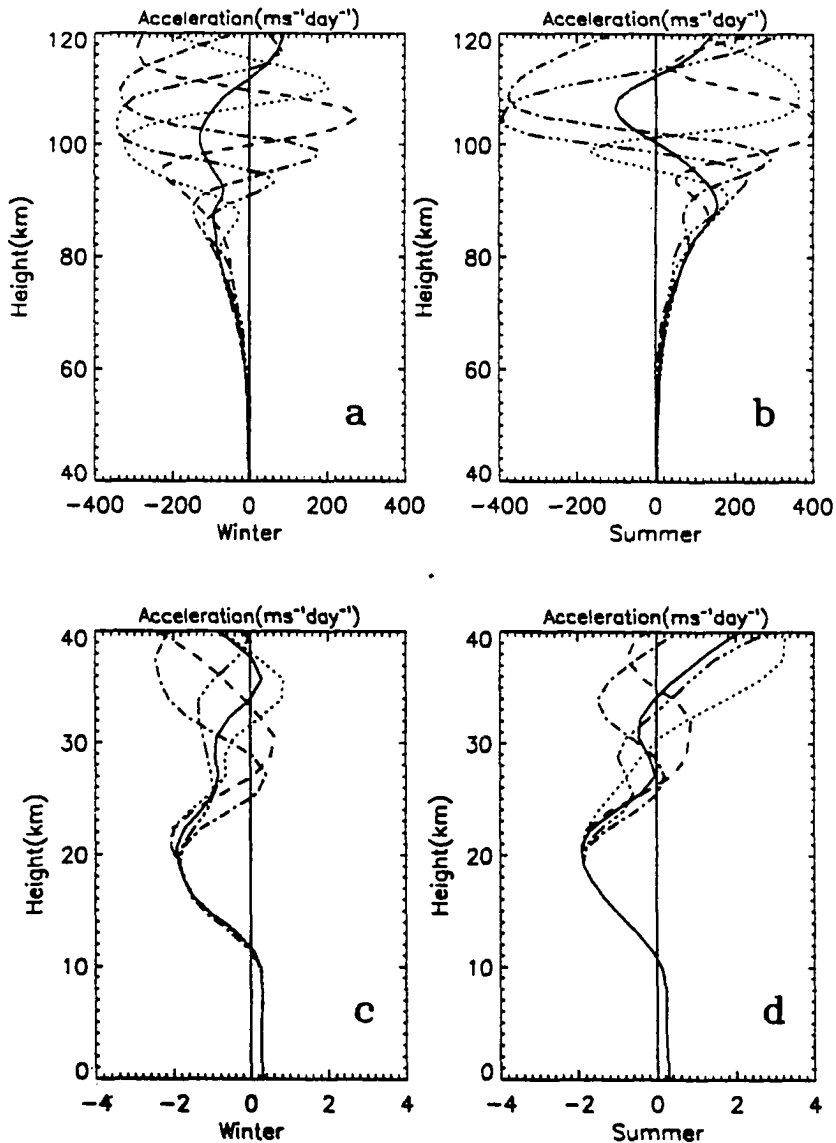 Acceleration(ms⁻¹day⁻¹)
Acceleration(ms⁻¹day⁻¹)
120
100
80
60
40
Height(km)
a
-400 -200 0 200 400
Winter
120
100
80
60
40
Height(km)
b
-400 -200 0 200 400
Summer
Acceleration(ms⁻¹day⁻¹)
Acceleration(ms⁻¹day⁻¹)
40
30
20
10
0
Height(km)
c
-4 -2 0 2 4
Winter
40
30
20
10
0
Height(km)
d
-4 -2 0 2 4
Summer